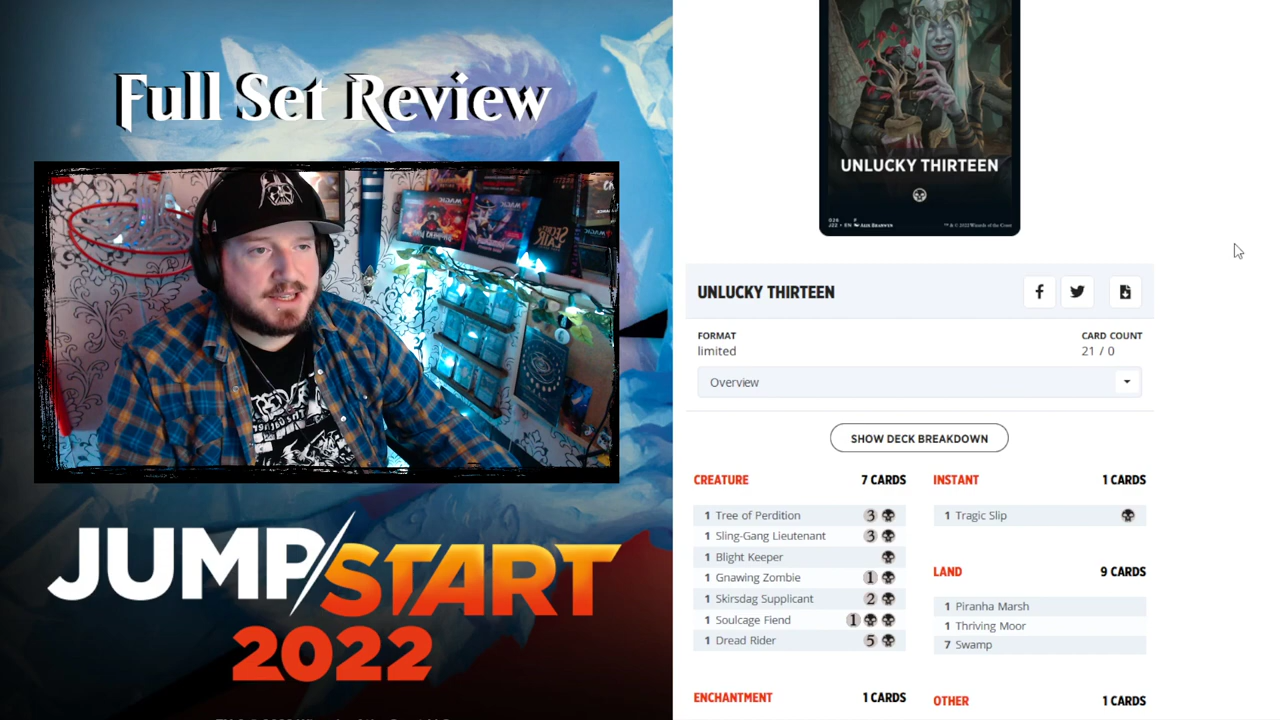 Full Set Review
JUMP/START
2022
UNLUCKY THIRTEEN
UNLUCKY THIRTEEN
FORMAT
limited
CARD COUNT
21 / 0
Overview
SHOW DECK BREAKDOWN
CREATURE 7 CARDS
1 Tree of Perdition 3
1 Sling-Gang Lieutenant 3
1 Blight Keeper
1 Gnawing Zombie 1
1 Skirsdag Supplicant 2
1 Soulcage Fiend 1
1 Dread Rider 5
ENCHANTMENT 1 CARDS
INSTANT 1 CARDS
1 Tragic Slip
LAND 9 CARDS
1 Piranha Marsh
1 Thriving Moor
7 Swamp
OTHER 1 CARDS